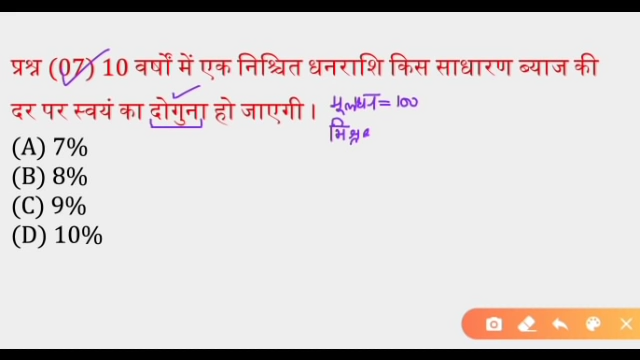 प्रश्न (07) 10 वर्षों में एक निश्चित धनराशि किस साधारण ब्याज की
दर पर स्वयं का दोगुना हो जाएगी। मूलधन = 100
मिश्र
(A) 7%
(B) 8%
(C) 9%
(D) 10%